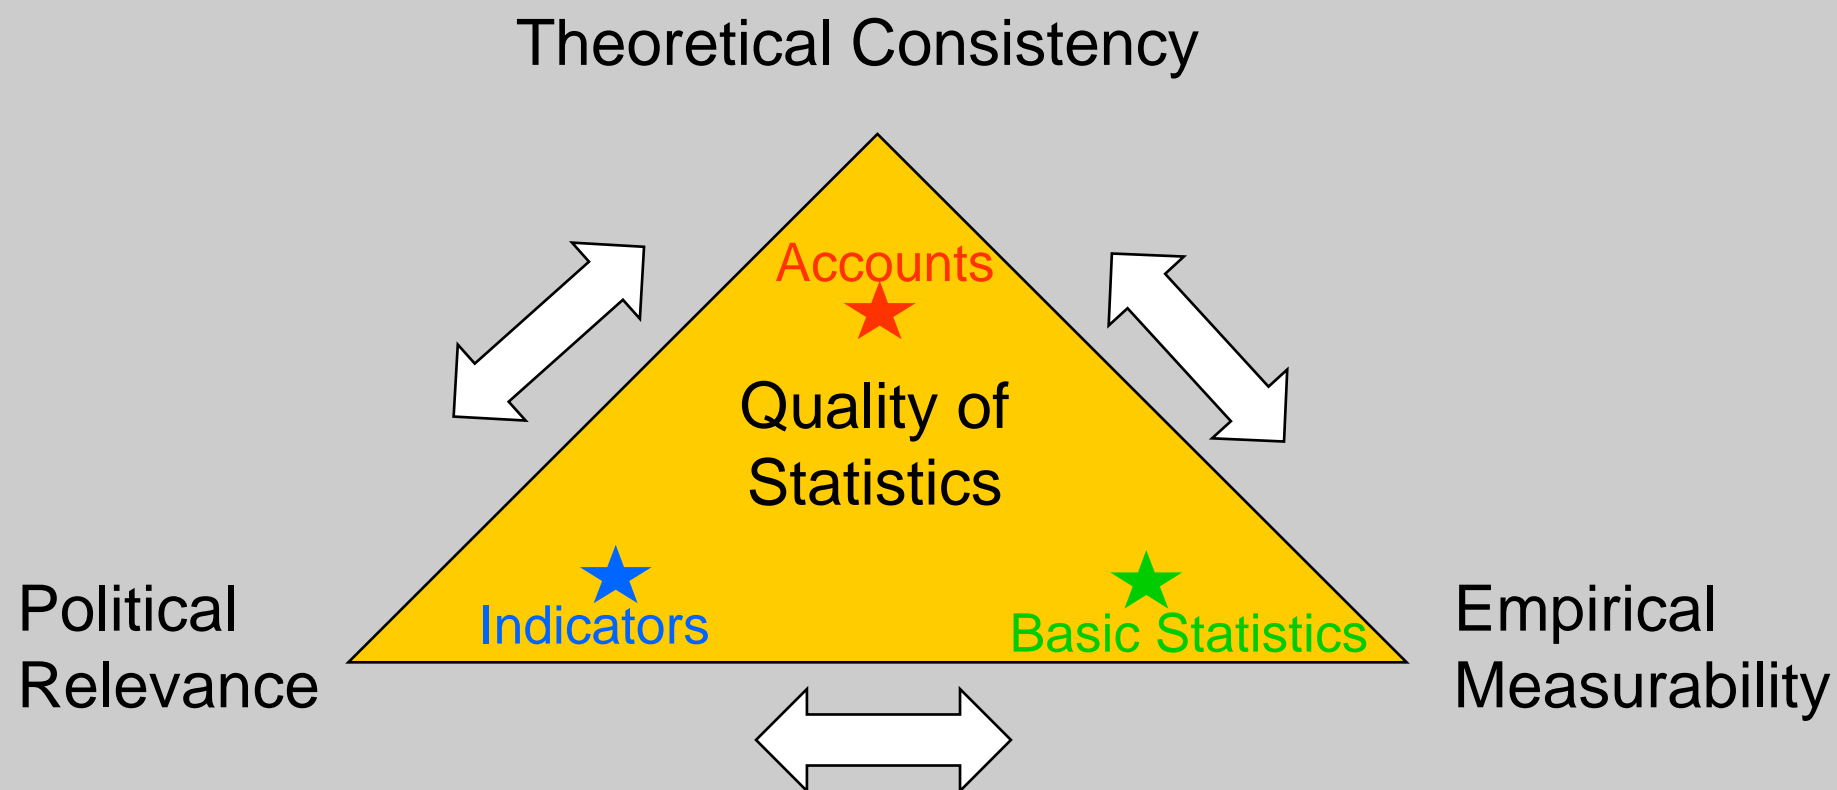 Theoretical Consistency
Accounts
Quality of
Statistics
Political
Relevance
Indicators
Basic Statistics
Empirical
Measurability